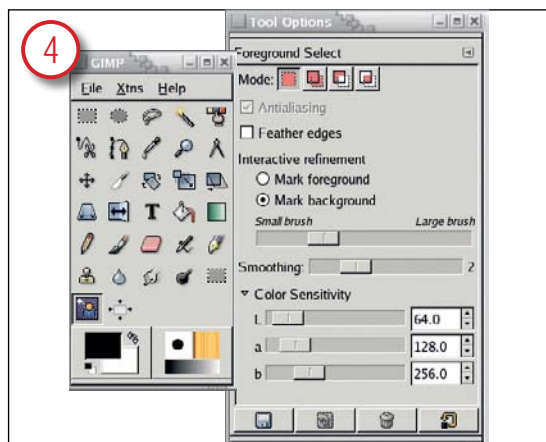 4
GIMP
File Xtns Help
T
Tool Options
Foreground Select
Mode:
Antialiasing
Feather edges
Interactive refinement
Mark foreground
Mark background
Small brush Large brush
Smoothing: 2
Color Sensitivity
L 64.0
a 128.0
b 256.0